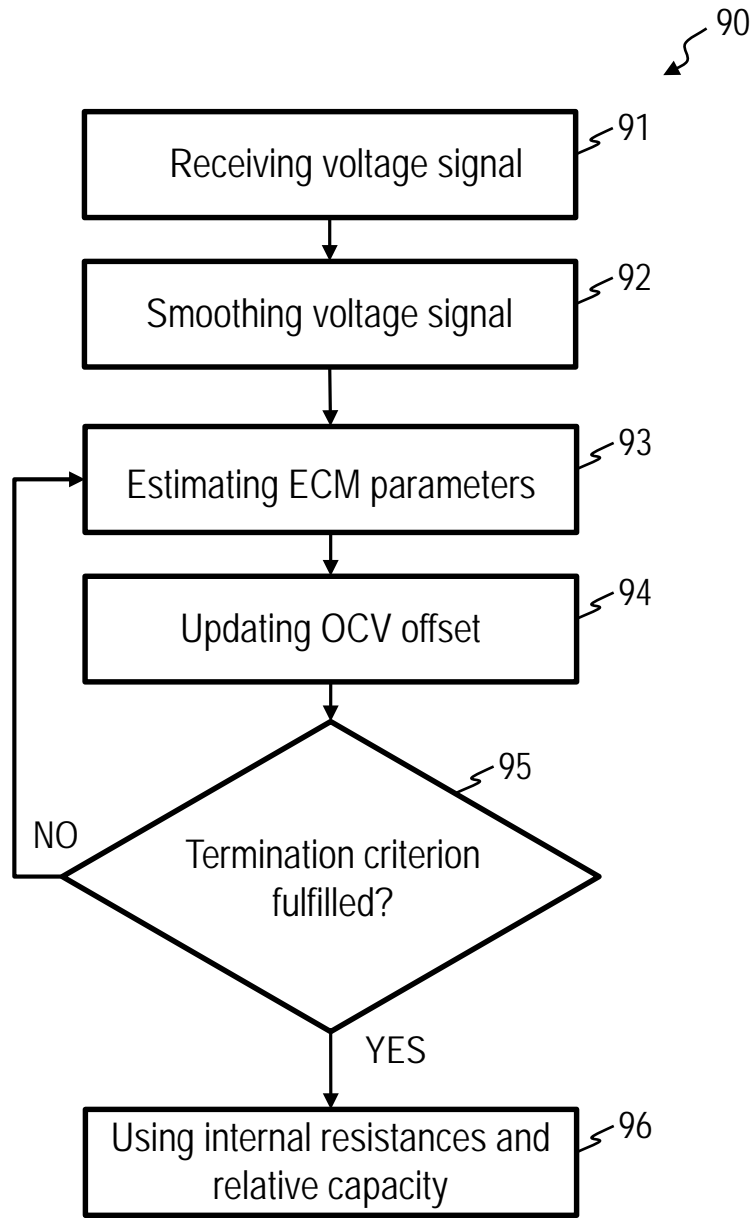 90
Receiving voltage signal
91
Smoothing voltage signal
92
Estimating ECM parameters
93
Updating OCV offset
94
95
NO
Termination criterion
fulfilled?
YES
Using internal resistances and
relative capacity
96